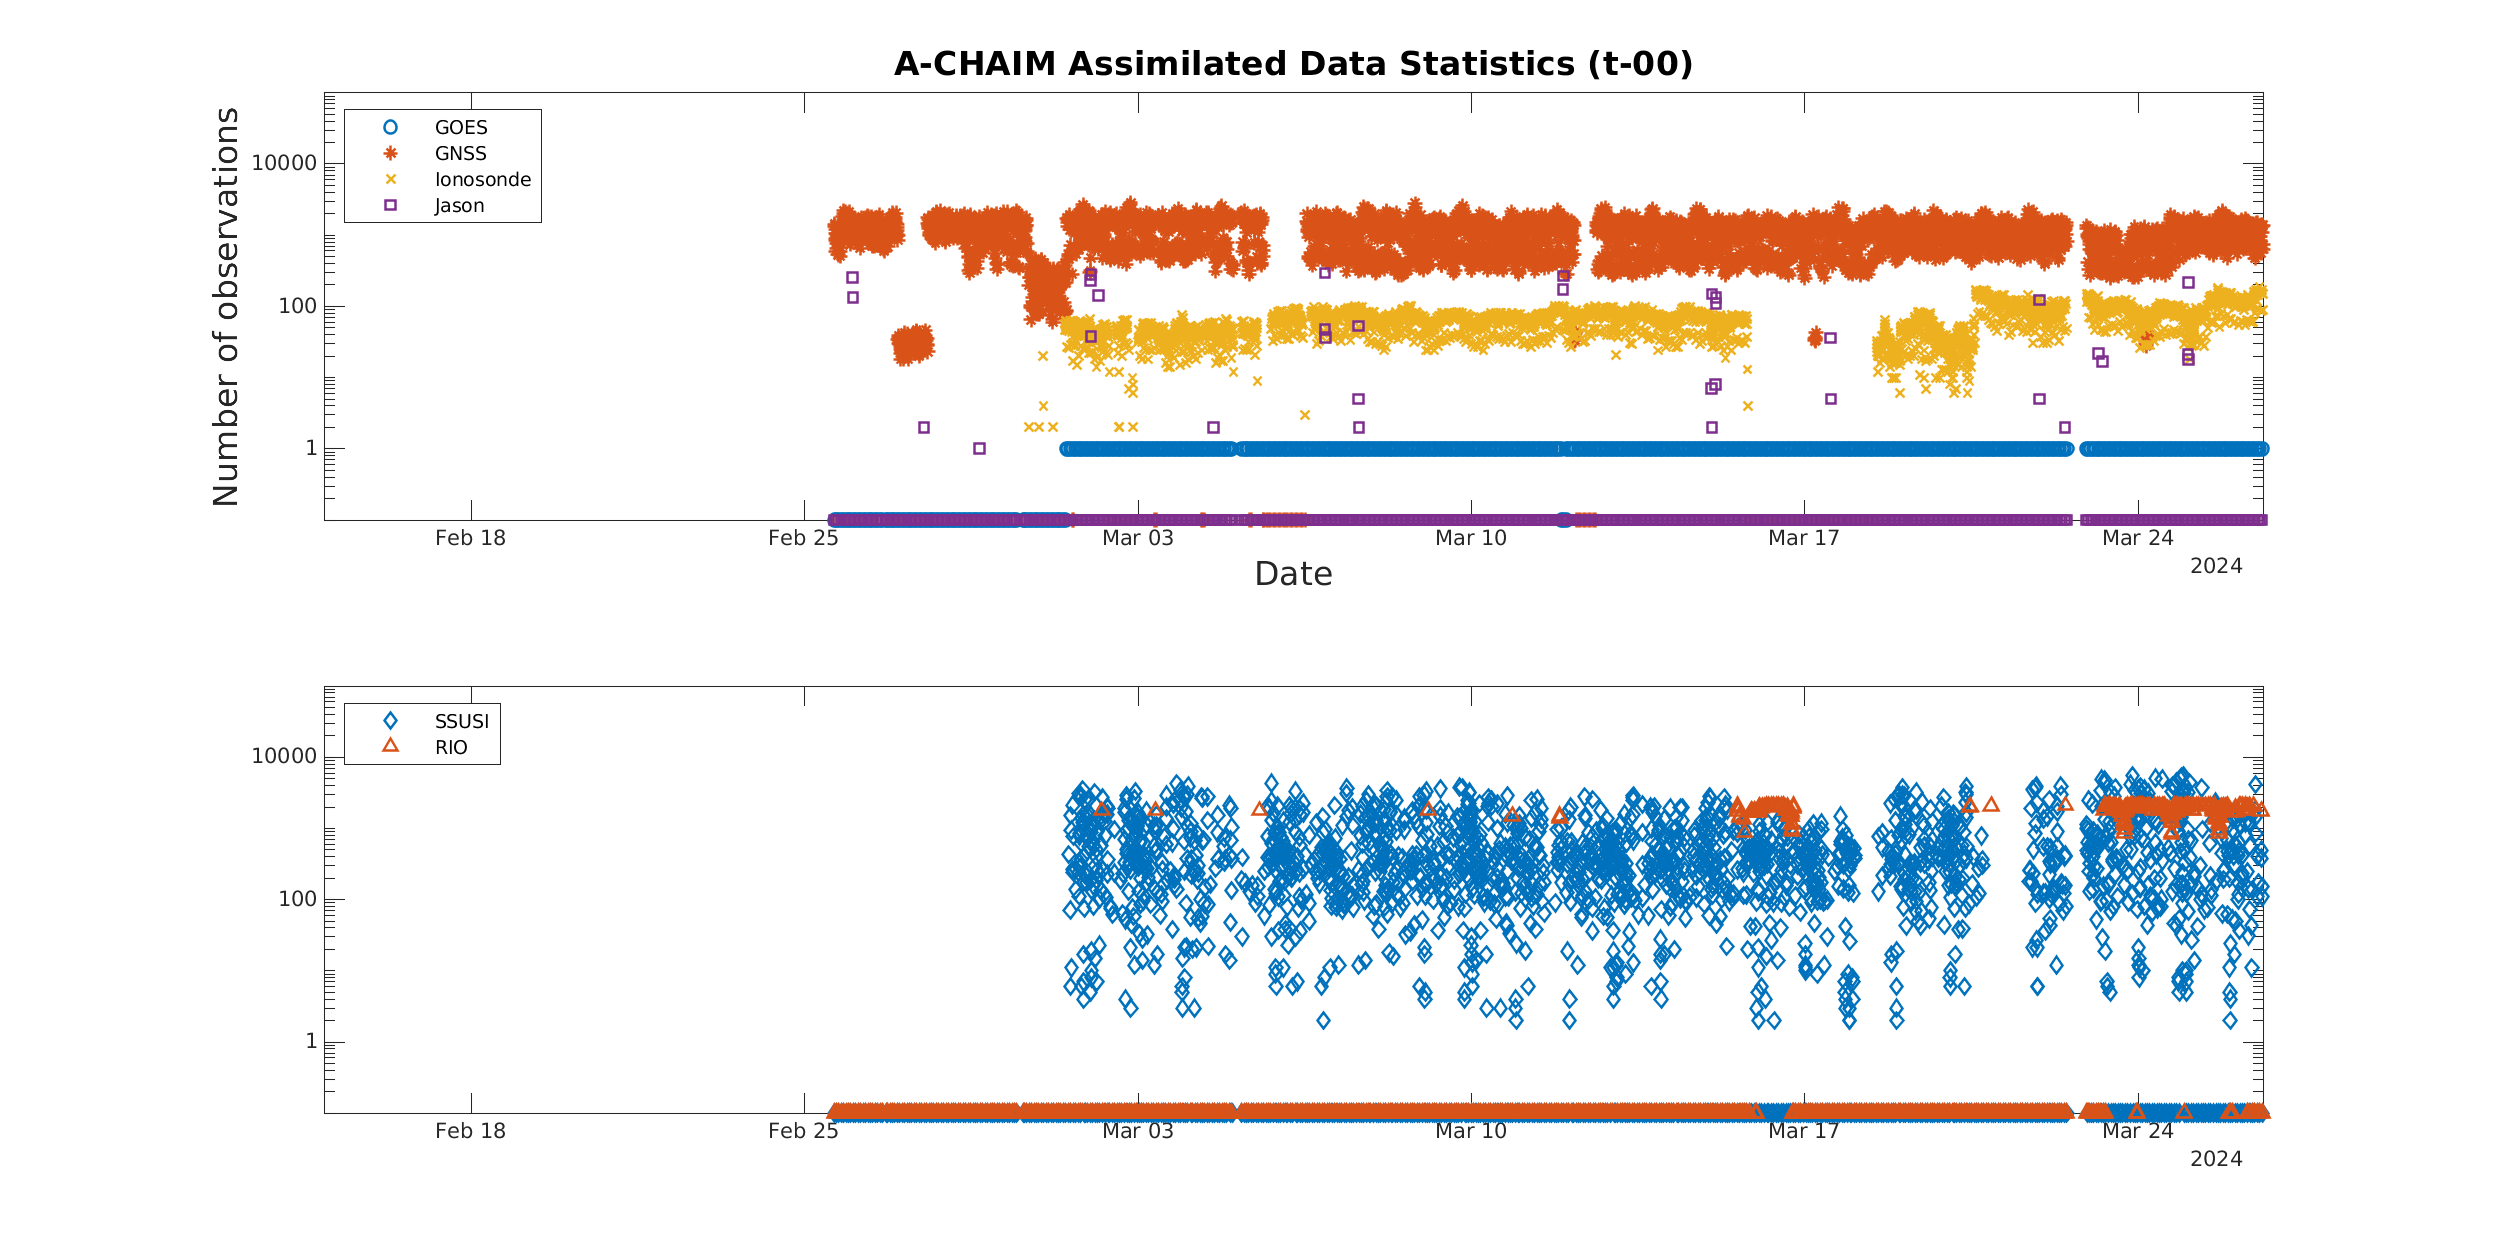 A-CHAIM Assimilated Data Statistics (t-00)
Number of observations
10000
100
1
GOES
GNSS
Ionosonde
Jason
Feb 18
Feb 25
Mar 03
Mar 10
Mar 17
Mar 24
2024
Date
10000
100
1
SSUSI
RIO
Feb 18
Feb 25
Mar 03
Mar 10
Mar 17
Mar 24
2024